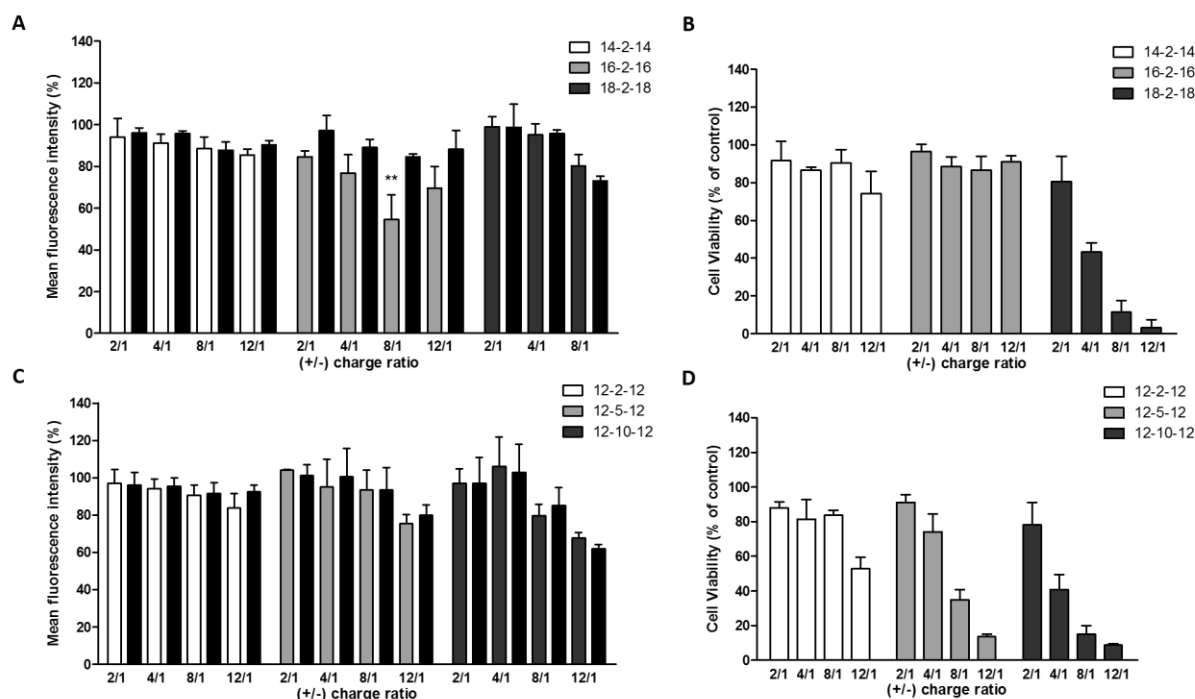 A
Mean fluorescence intensity (%)
140
120
100
80
60
40
20
0
14-2-14
16-2-16
18-2-18
**
2/1 4/1 8/1 12/1 2/1 4/1 8/1 12/1 2/1 4/1 8/1
(+/-) charge ratio
B
Cell Viability (% of control)
140
120
100
80
60
40
20
0
14-2-14
16-2-16
18-2-18
2/1 4/1 8/1 12/1 2/1 4/1 8/1 12/1 2/1 4/1 8/1 12/1
(+/-) charge ratio
C
Mean fluorescence intensity (%)
140
120
100
80
60
40
20
0
12-2-12
12-5-12
12-10-12
2/1 4/1 8/1 12/1 2/1 4/1 8/1 12/1 2/1 4/1 8/1 12/1
(+/-) charge ratio
D
Cell Viability (% of control)
140
120
100
80
60
40
20
0
12-2-12
12-5-12
12-10-12
2/1 4/1 8/1 12/1 2/1 4/1 8/1 12/1 2/1 4/1 8/1 12/1
(+/-) charge ratio